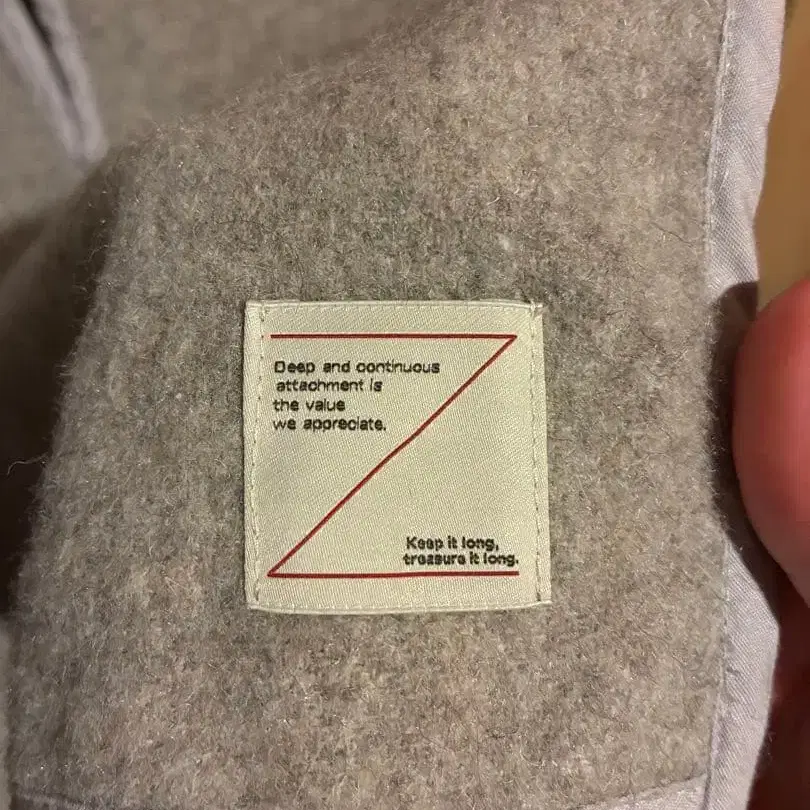 Deep and continuous
attachment is
the value
we appreciate.
Keep it long,
treasure it long.